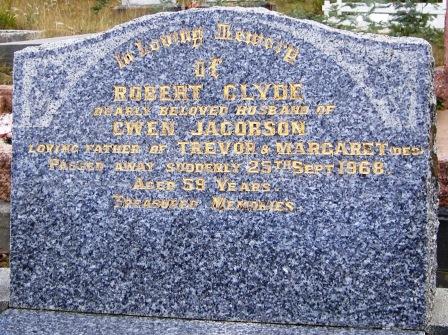 In Loving Memory
of
ROBERT CLYDE
DEARLY BELOVED HUSBAND OF
GWEN JACOBSON
LOVING FATHER OF TREVOR & MARGARET (DEC)
PASSED AWAY SUDDENLY 25TH SEPT 1968
AGED 59 YEARS.
TREASURED MEMORIES.